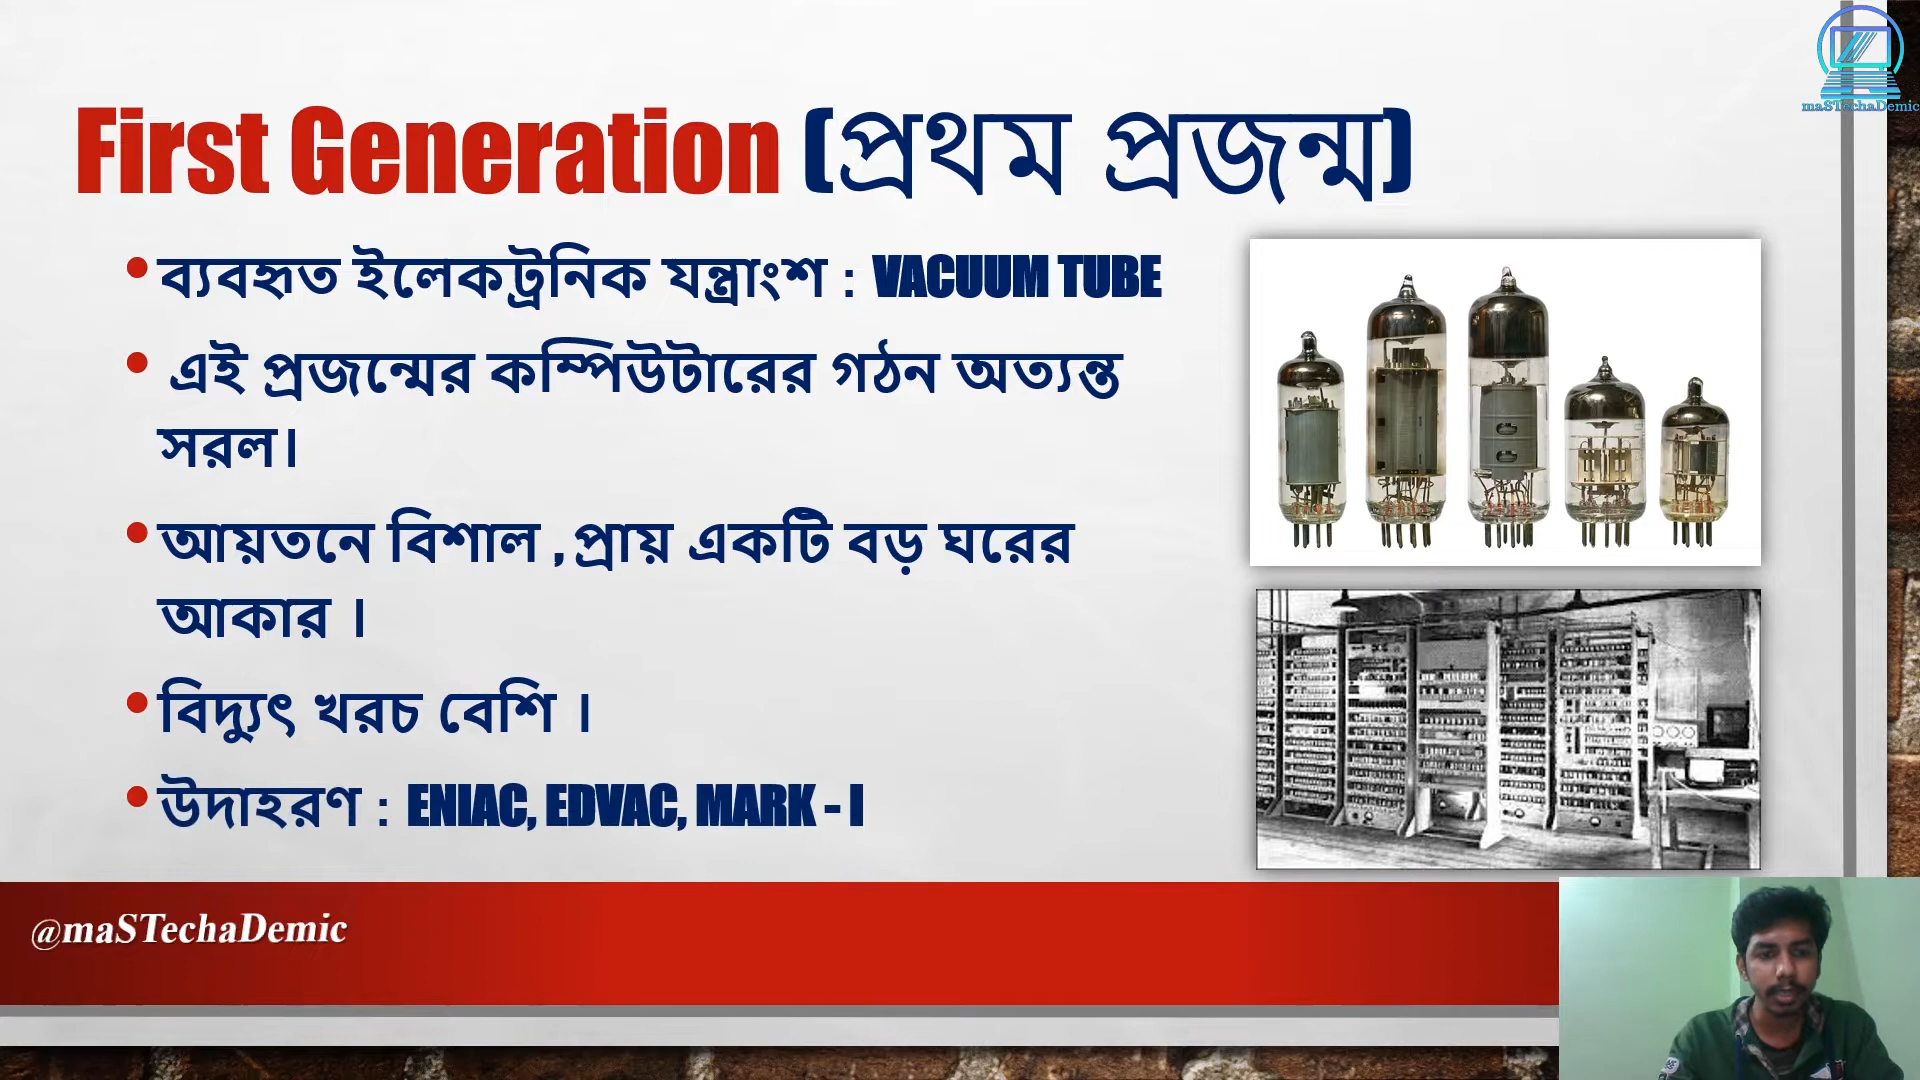 maSTechaDemic
First Generation (প্রথম প্রজন্ম)
• ব্যবহৃত ইলেকট্রনিক যন্ত্রাংশ : VACUUM TUBE
• এই প্রজন্মের কম্পিউটারের গঠন অত্যন্ত
সরল।
• আয়তনে বিশাল , প্রায় একটি বড় ঘরের
আকার ।
• বিদ্যুৎ খরচ বেশি ।
• উদাহরণ : ENIAC, EDVAC, MARK - I
@maSTechaDemic